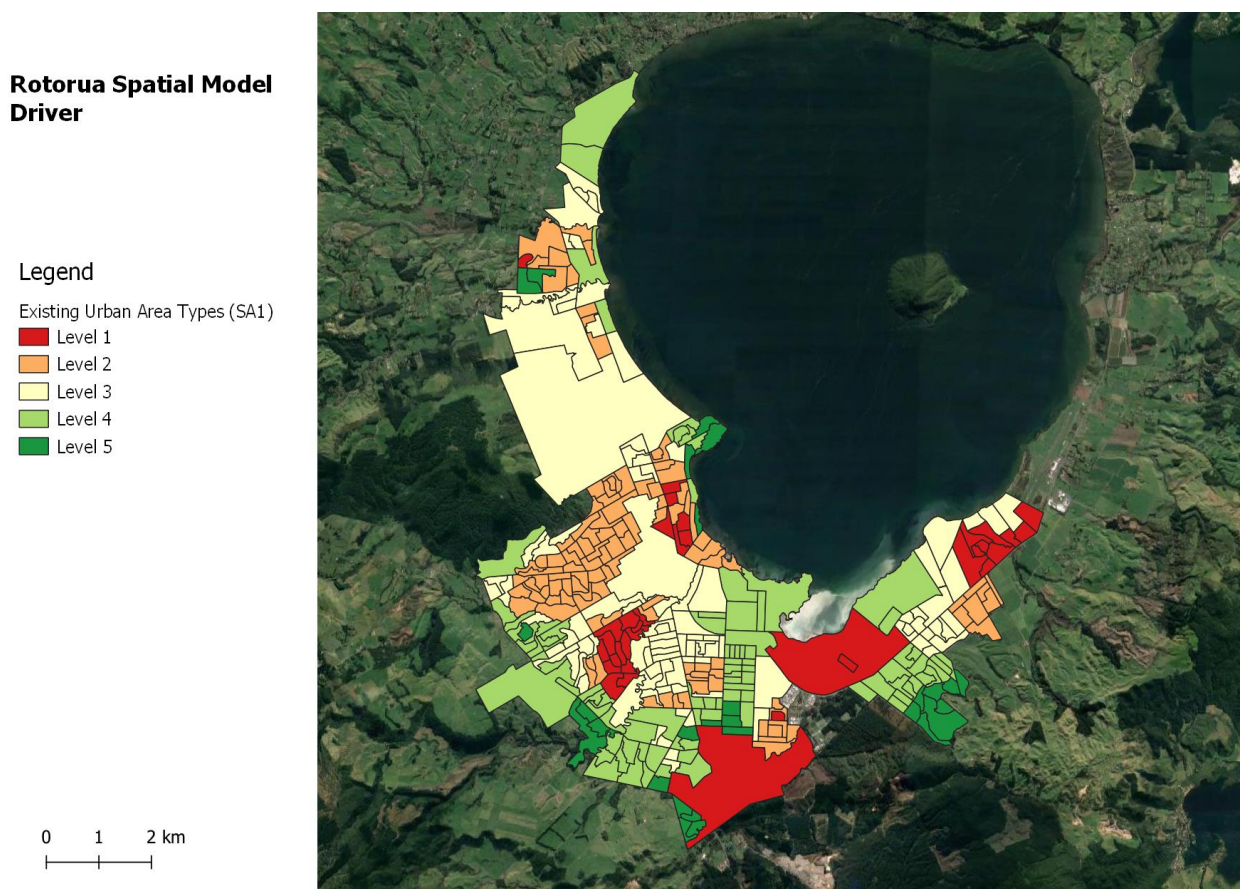 Rotorua Spatial Model
Driver
Legend
Existing Urban Area Types (SA1)
Level 1
Level 2
Level 3
Level 4
Level 5
0 1 2 km